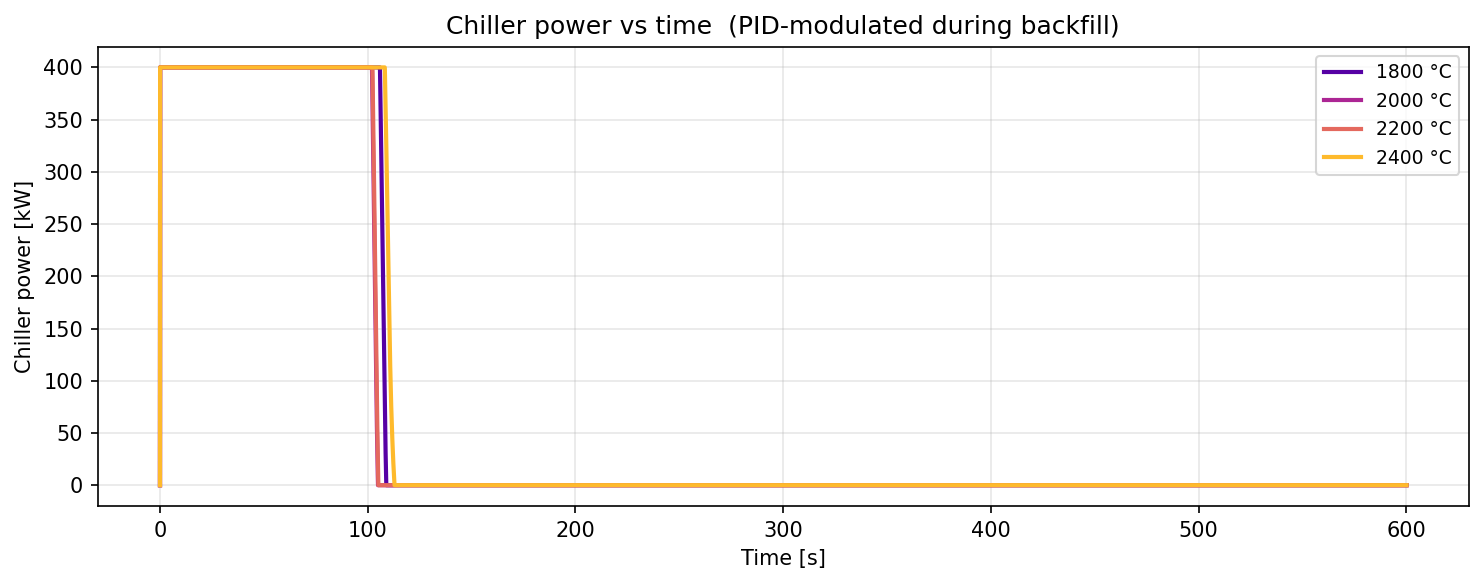 Chiller power vs time  (PID-modulated during backfill)
Chiller power [kW]
400
350
300
250
200
150
100
50
0
0 100 200 300 400 500 600
Time [s]
1800 °C
2000 °C
2200 °C
2400 °C